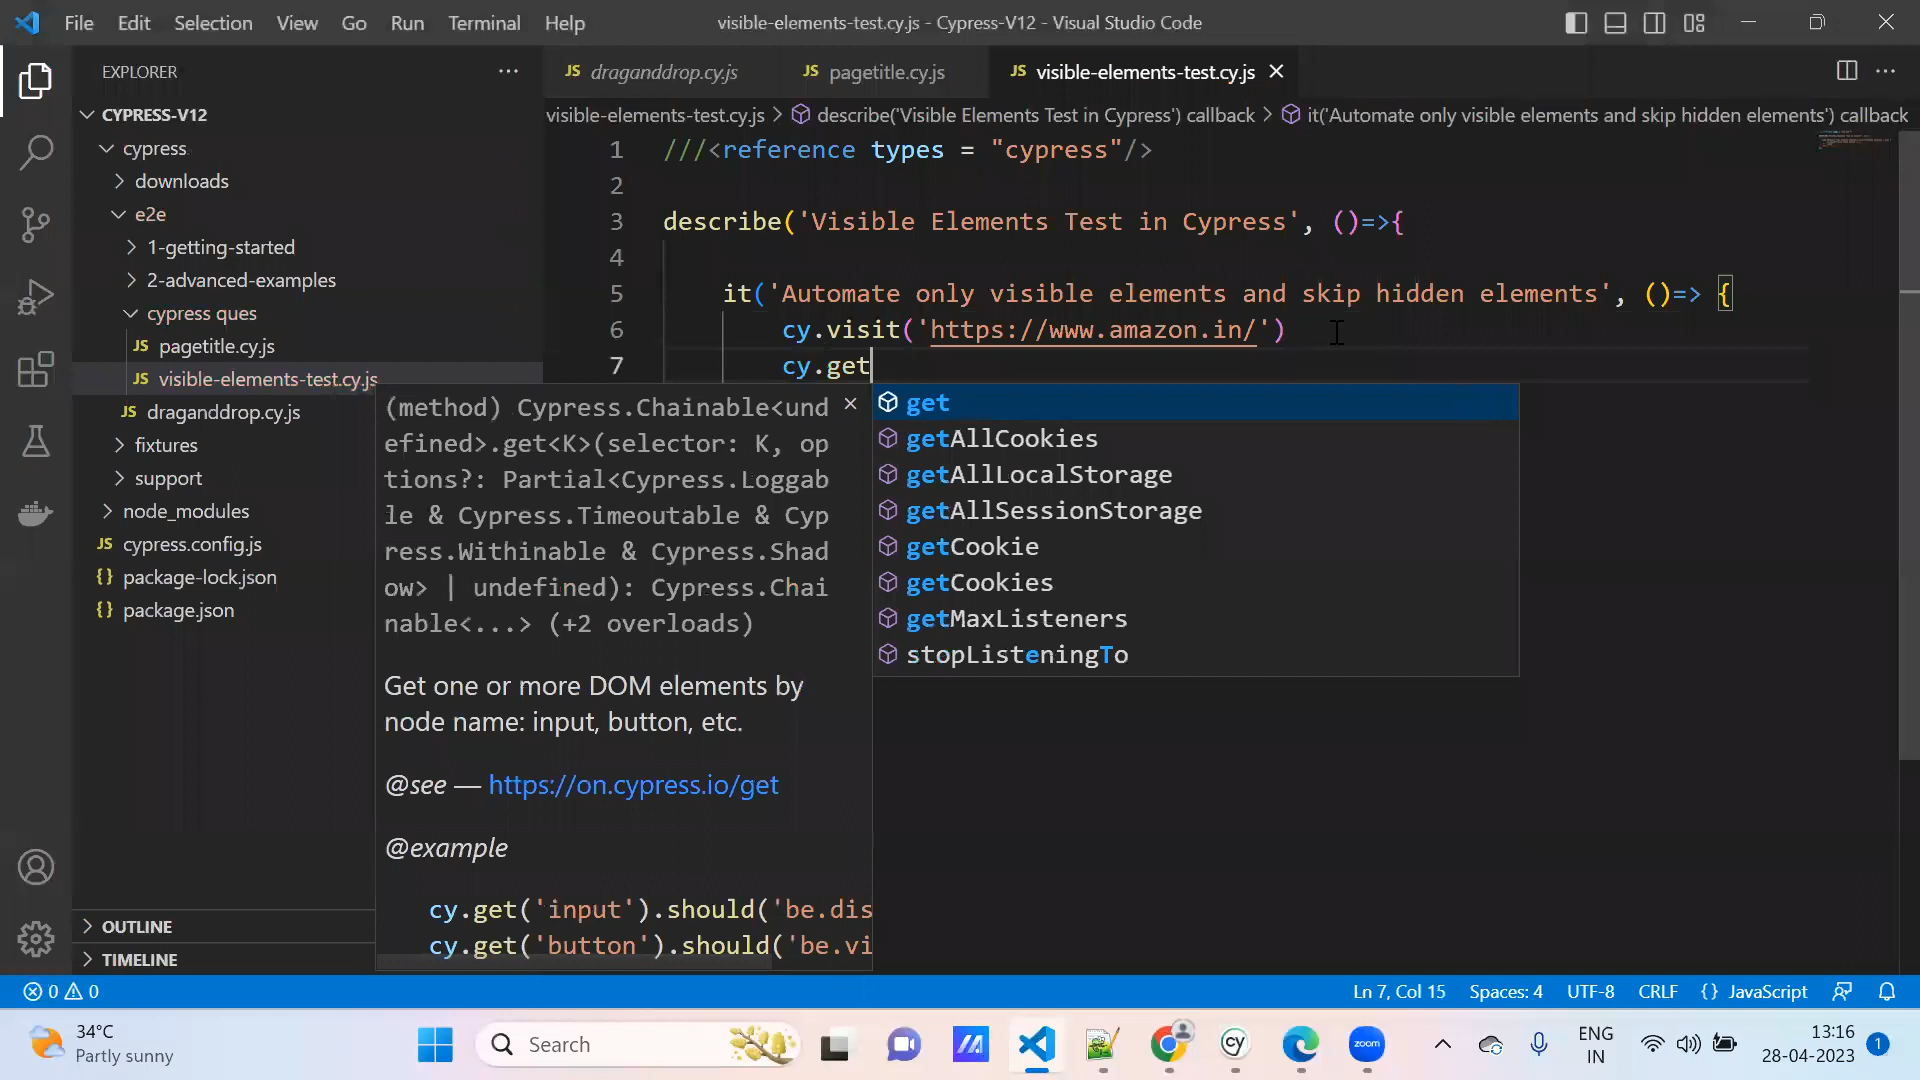 File Edit Selection View Go Run Terminal Help visible-elements-test.cy.js - Cypress-V12 - Visual Studio Code
EXPLORER
JS draganddrop.cy.js JS pagetitle.cy.js JS visible-elements-test.cy.js
visible-elements-test.cy.js > describe('Visible Elements Test in Cypress') callback > it('Automate only visible elements and skip hidden elements') callback
CYPRESS-V12
cypress
downloads
e2e
1-getting-started
2-advanced-examples
cypress ques
JS pagetitle.cy.js
JS visible-elements-test.cy.js
JS draganddrop.cy.js
fixtures
support
node_modules
JS cypress.config.js
{} package-lock.json
{} package.json
OUTLINE
TIMELINE
1 ///<reference types = "cypress"/>
2
3 describe('Visible Elements Test in Cypress', ()=>{
4
5 it('Automate only visible elements and skip hidden elements', ()=> {
6 cy.visit('https://www.amazon.in/')
7 cy.get
(method) Cypress.Chainable<und
efined>.get<K>(selector: K, op
tions?: Partial<Cypress.Loggab
le & Cypress.Timeoutable & Cyp
ress.Withinable & Cypress.Shad
ow> | undefined): Cypress.Chai
nable<...> (+2 overloads)
Get one or more DOM elements by
node name: input, button, etc.
@see — https://on.cypress.io/get
@example
cy.get('input').should('be.dis
cy.get('button').should('be.vi
get
getAllCookies
getAllLocalStorage
getAllSessionStorage
getCookie
getCookies
getMaxListeners
stopListeningTo
0 0 Ln 7, Col 15 Spaces: 4 UTF-8 CRLF {} JavaScript
34°C
Partly sunny
Search
cy
zoom
ENG
IN
13:16
28-04-2023
1